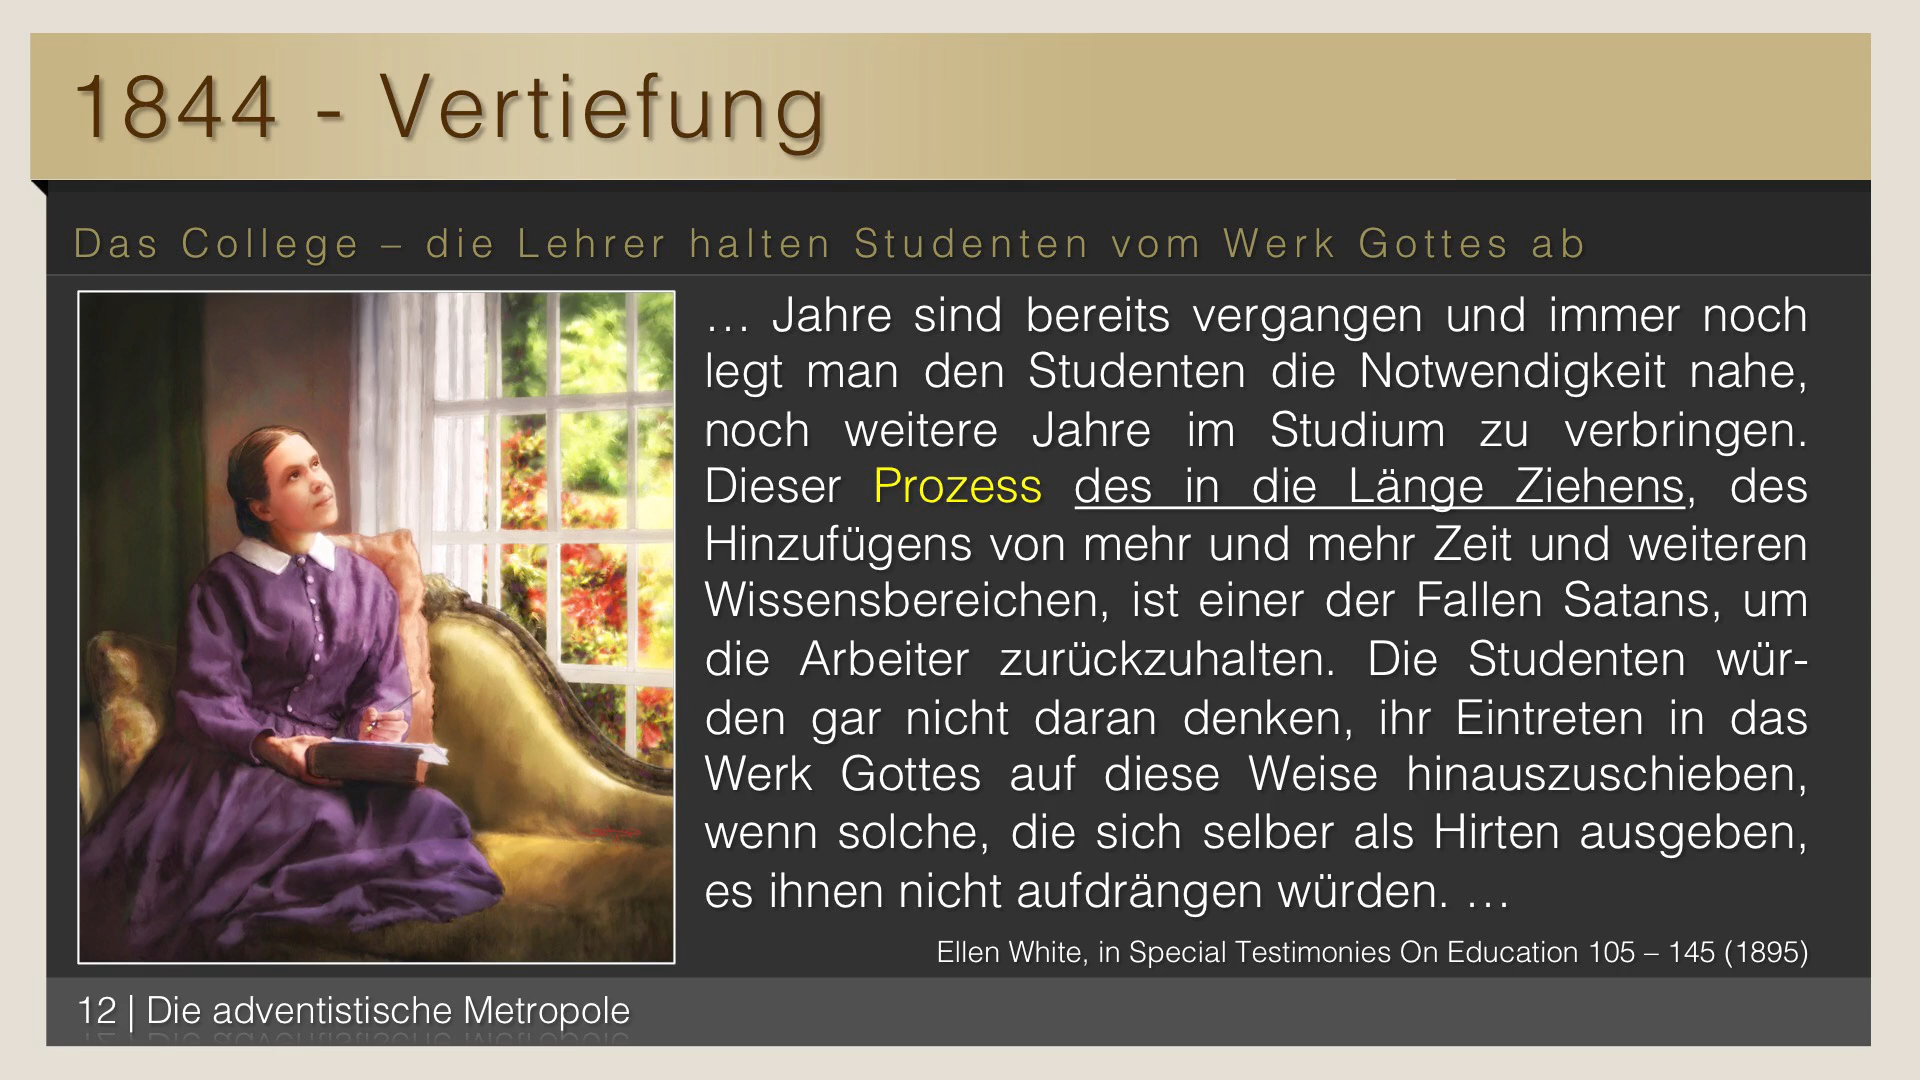 1844 - Vertiefung
Das College – die Lehrer halten Studenten vom Werk Gottes ab
… Jahre sind bereits vergangen und immer noch
legt man den Studenten die Notwendigkeit nahe,
noch weitere Jahre im Studium zu verbringen.
Dieser Prozess des in die Länge Ziehens, des
Hinzufügens von mehr und mehr Zeit und weiteren
Wissensbereichen, ist einer der Fallen Satans, um
die Arbeiter zurückzuhalten. Die Studenten wür-
den gar nicht daran denken, ihr Eintreten in das
Werk Gottes auf diese Weise hinauszuschieben,
wenn solche, die sich selber als Hirten ausgeben,
es ihnen nicht aufdrängen würden. …
Ellen White, in Special Testimonies On Education 105 – 145 (1895)
12 | Die adventistische Metropole